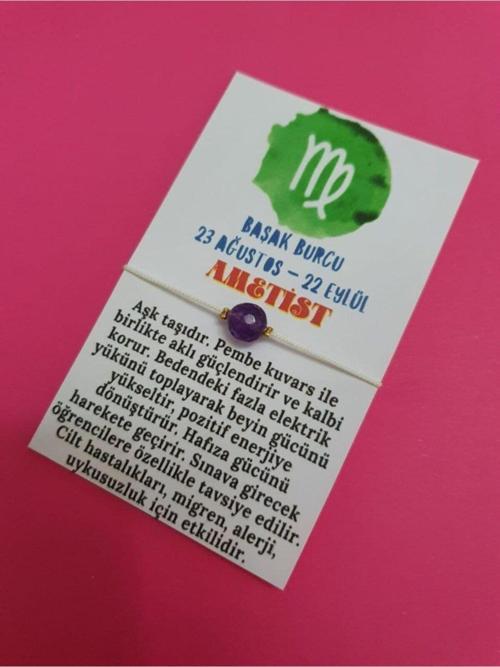 BAŞAK BURCU
23 AĞUSTOS – 22 EYLÜL
AMETİST
Aşk taşıdır. Pembe kuvars ile
birlikte aklı güçlendirir ve kalbi
korur. Bedendeki fazla elektrik
yükünü toplayarak beyin gücünü
yükseltir, pozitif enerjiye
dönüştürür. Hafıza gücünü
harekete geçirir. Sınava girecek
öğrencilere özellikle tavsiye edilir.
Cilt hastalıkları, migren, alerji,
uykusuzluk için etkilidir.